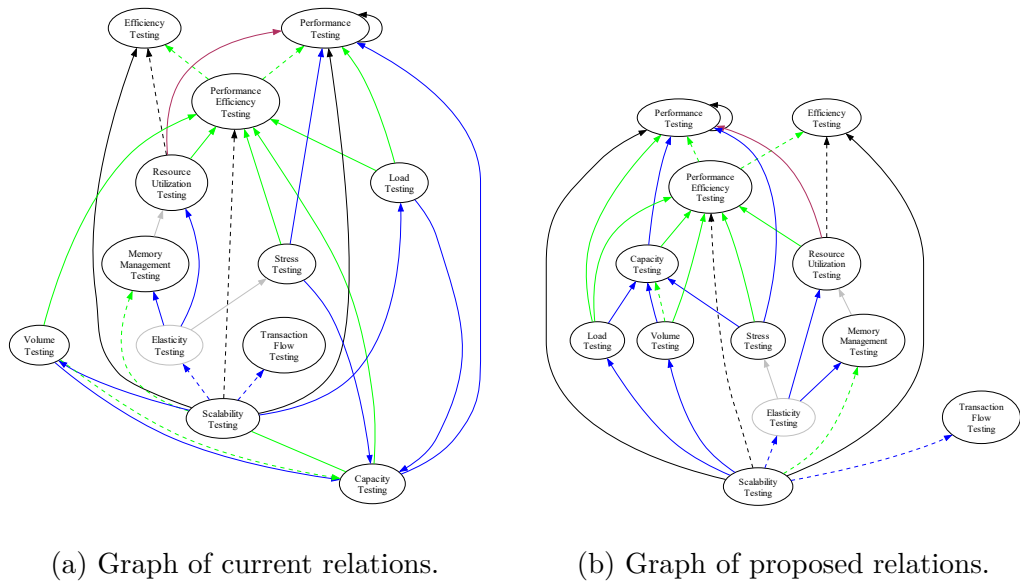 Efficiency
Testing
Performance
Testing
Performance
Efficiency
Testing
Resource
Utilization
Testing
Load
Testing
Memory
Management
Testing
Stress
Testing
Volume
Testing
Elasticity
Testing
Transaction
Flow
Testing
Scalability
Testing
Capacity
Testing
(a) Graph of current relations.
Performance
Testing
Efficiency
Testing
Performance
Efficiency
Testing
Capacity
Testing
Resource
Utilization
Testing
Load
Testing
Volume
Testing
Stress
Testing
Memory
Management
Testing
Elasticity
Testing
Transaction
Flow
Testing
Scalability
Testing
(b) Graph of proposed relations.